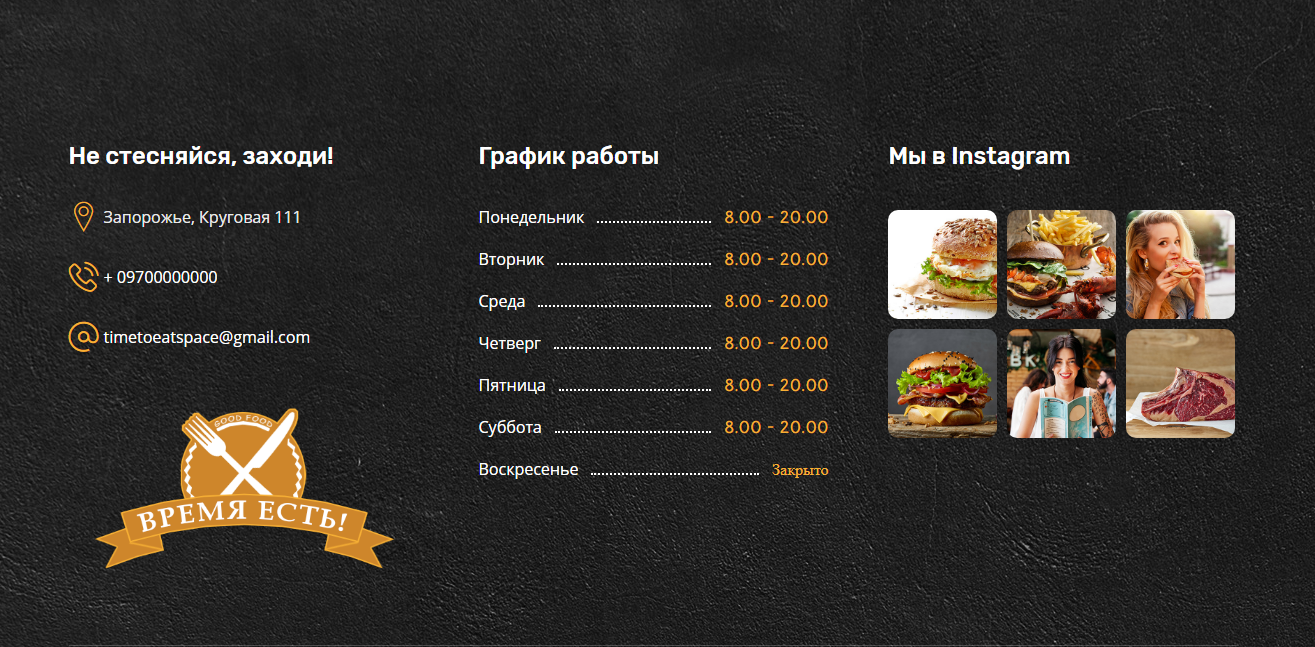 Не стесняйся, заходи!
Запорожье, Круговая 111
+ 09700000000
timetoeatspace@gmail.com
GOOD FOOD
ВРЕМЯ ЕСТЬ!
График работы
Понедельник 8.00 - 20.00
Вторник 8.00 - 20.00
Среда 8.00 - 20.00
Четверг 8.00 - 20.00
Пятница 8.00 - 20.00
Суббота 8.00 - 20.00
Воскресенье Закрыто
Мы в Instagram
ВК